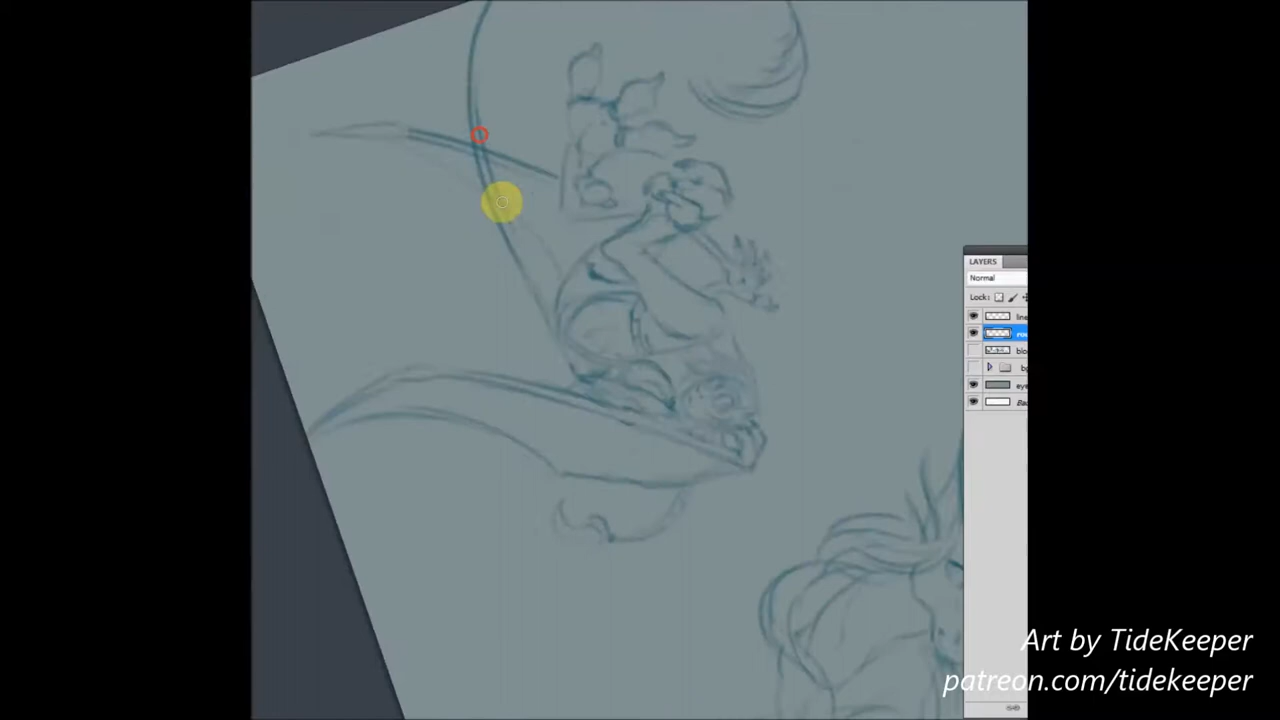 LAYERS
Normal
Lock:
Art by TideKeeper
patreon.com/tidekeeper